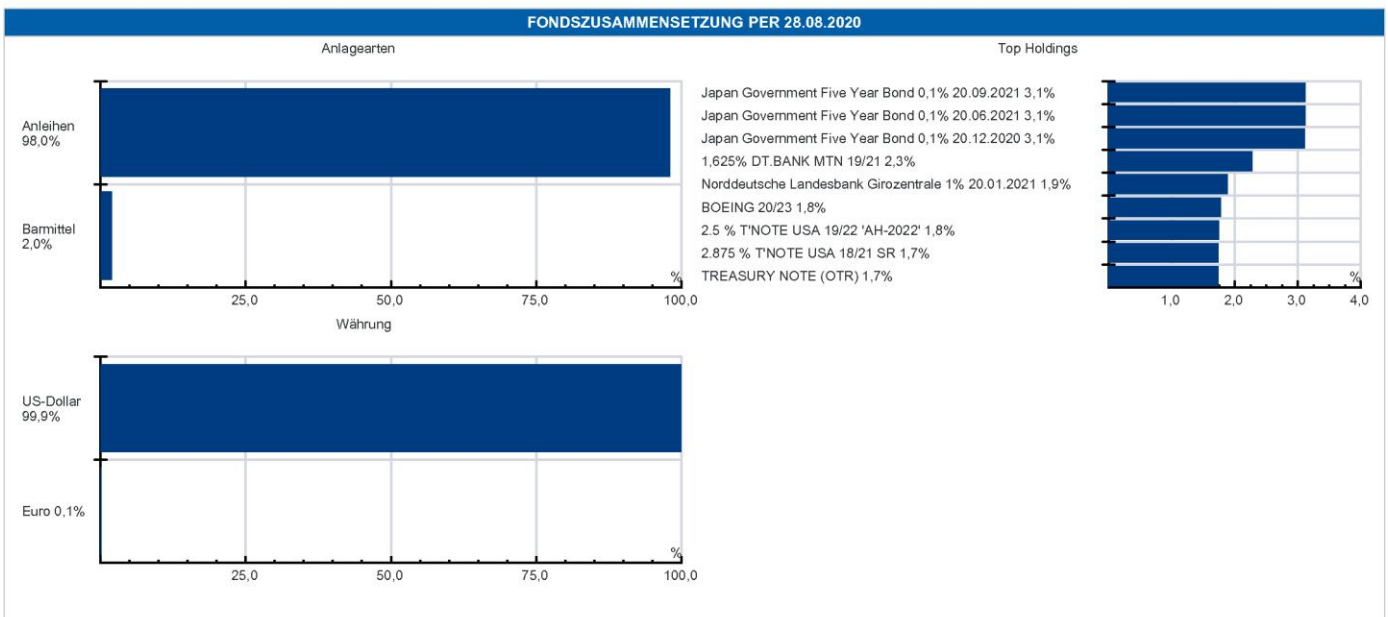 FONDSZUSAMMENSETZUNG PER 28.08.2020
Anlagearten
Anleihen
98,0%
Barmittel
2,0%
%
25,0 50,0 75,0 100,0
Top Holdings
Japan Government Five Year Bond 0,1% 20.09.2021 3,1%
Japan Government Five Year Bond 0,1% 20.06.2021 3,1%
Japan Government Five Year Bond 0,1% 20.12.2020 3,1%
1,625% DT.BANK MTN 19/21 2,3%
Norddeutsche Landesbank Girozentrale 1% 20.01.2021 1,9%
BOEING 20/23 1,8%
2.5 % T'NOTE USA 19/22 'AH-2022' 1,8%
2.875 % T'NOTE USA 18/21 SR 1,7%
TREASURY NOTE (OTR) 1,7%
%
1,0 2,0 3,0 4,0
Währung
US-Dollar
99,9%
Euro 0,1%
%
25,0 50,0 75,0 100,0